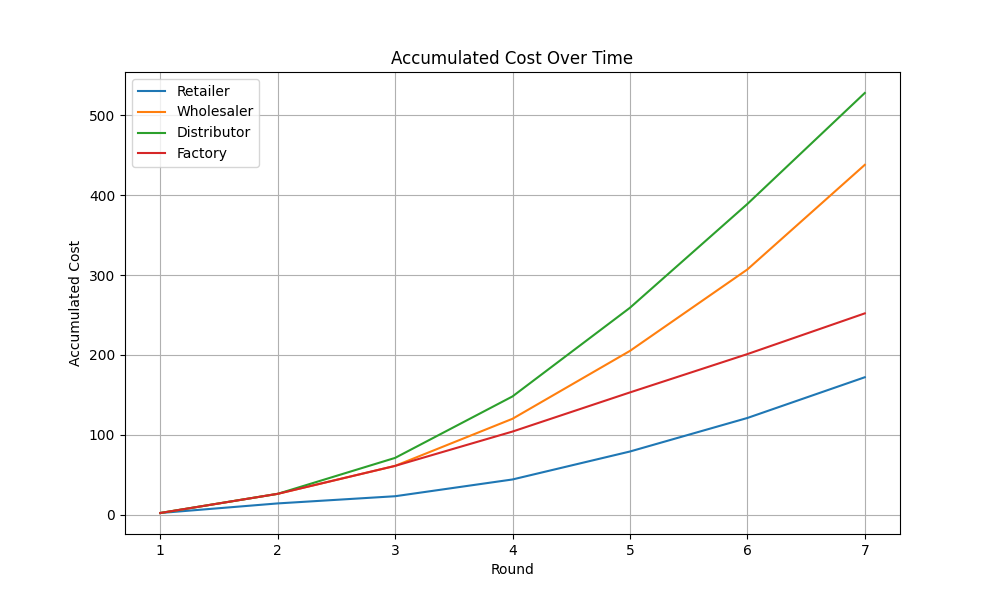 Accumulated Cost Over Time
Retailer
Wholesaler
Distributor
Factory
Accumulated Cost
500
400
300
200
100
0
1 2 3 4 5 6 7
Round